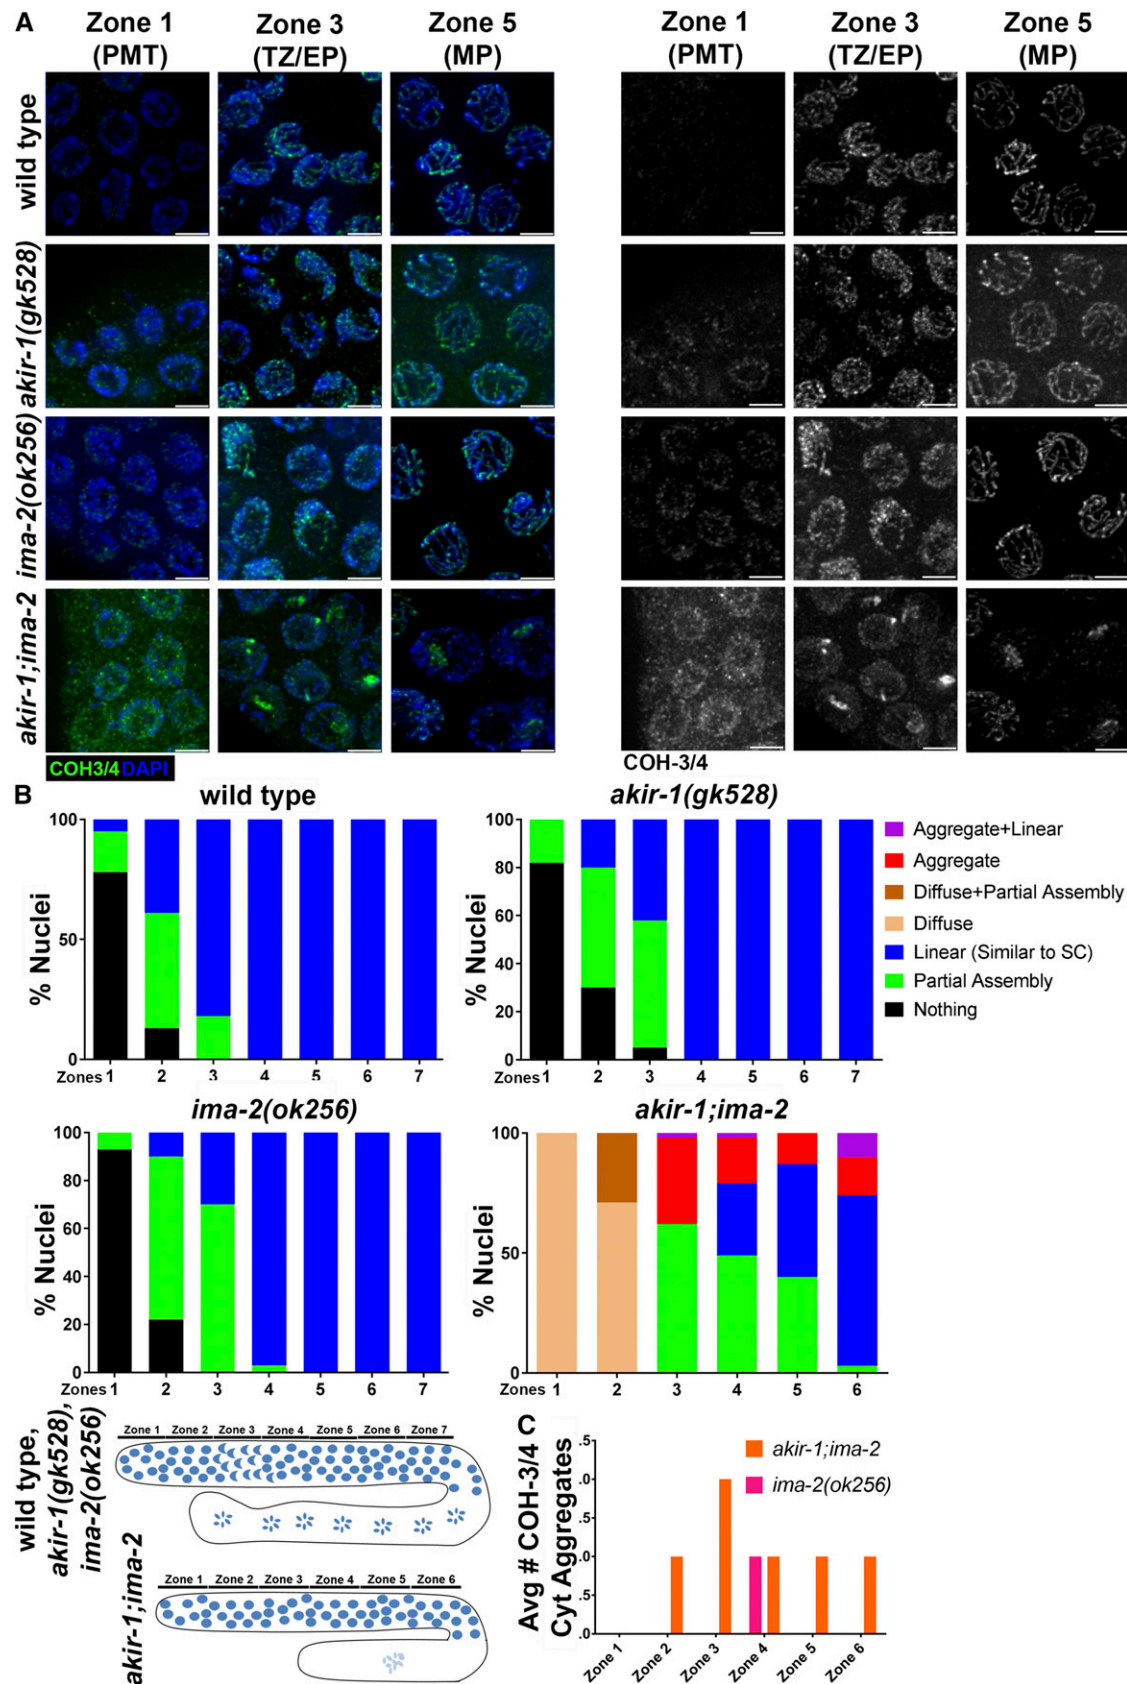 A
Zone 1 (PMT)
Zone 3 (TZ/EP)
Zone 5 (MP)
Zone 1 (PMT)
Zone 3 (TZ/EP)
Zone 5 (MP)
wild type
akir-1(gk528)
ima-2(ok256)
akir-1;ima-2
COH3/4 DAPI
COH-3/4
B
wild type
% Nuclei
100
50
0
Zones 1 2 3 4 5 6 7
akir-1(gk528)
% Nuclei
100
80
60
40
20
0
Zones 1 2 3 4 5 6 7
Aggregate+Linear
Aggregate
Diffuse+Partial Assembly
Diffuse
Linear (Similar to SC)
Partial Assembly
Nothing
ima-2(ok256)
% Nuclei
100
80
60
40
20
0
Zones 1 2 3 4 5 6 7
akir-1;ima-2
% Nuclei
100
50
0
Zones 1 2 3 4 5 6
wild type,
akir-1(gk528),
ima-2(ok256)
Zone 1 Zone 2 Zone 3 Zone 4 Zone 5 Zone 6 Zone 7
akir-1;ima-2
Zone 1 Zone 2 Zone 3 Zone 4 Zone 5 Zone 6
C
Avg # COH-3/4
Cyt Aggregates
.5
.0
.5
.0
.5
.0
akir-1;ima-2
ima-2(ok256)
Zone 1
Zone 2
Zone 3
Zone 4
Zone 5
Zone 6